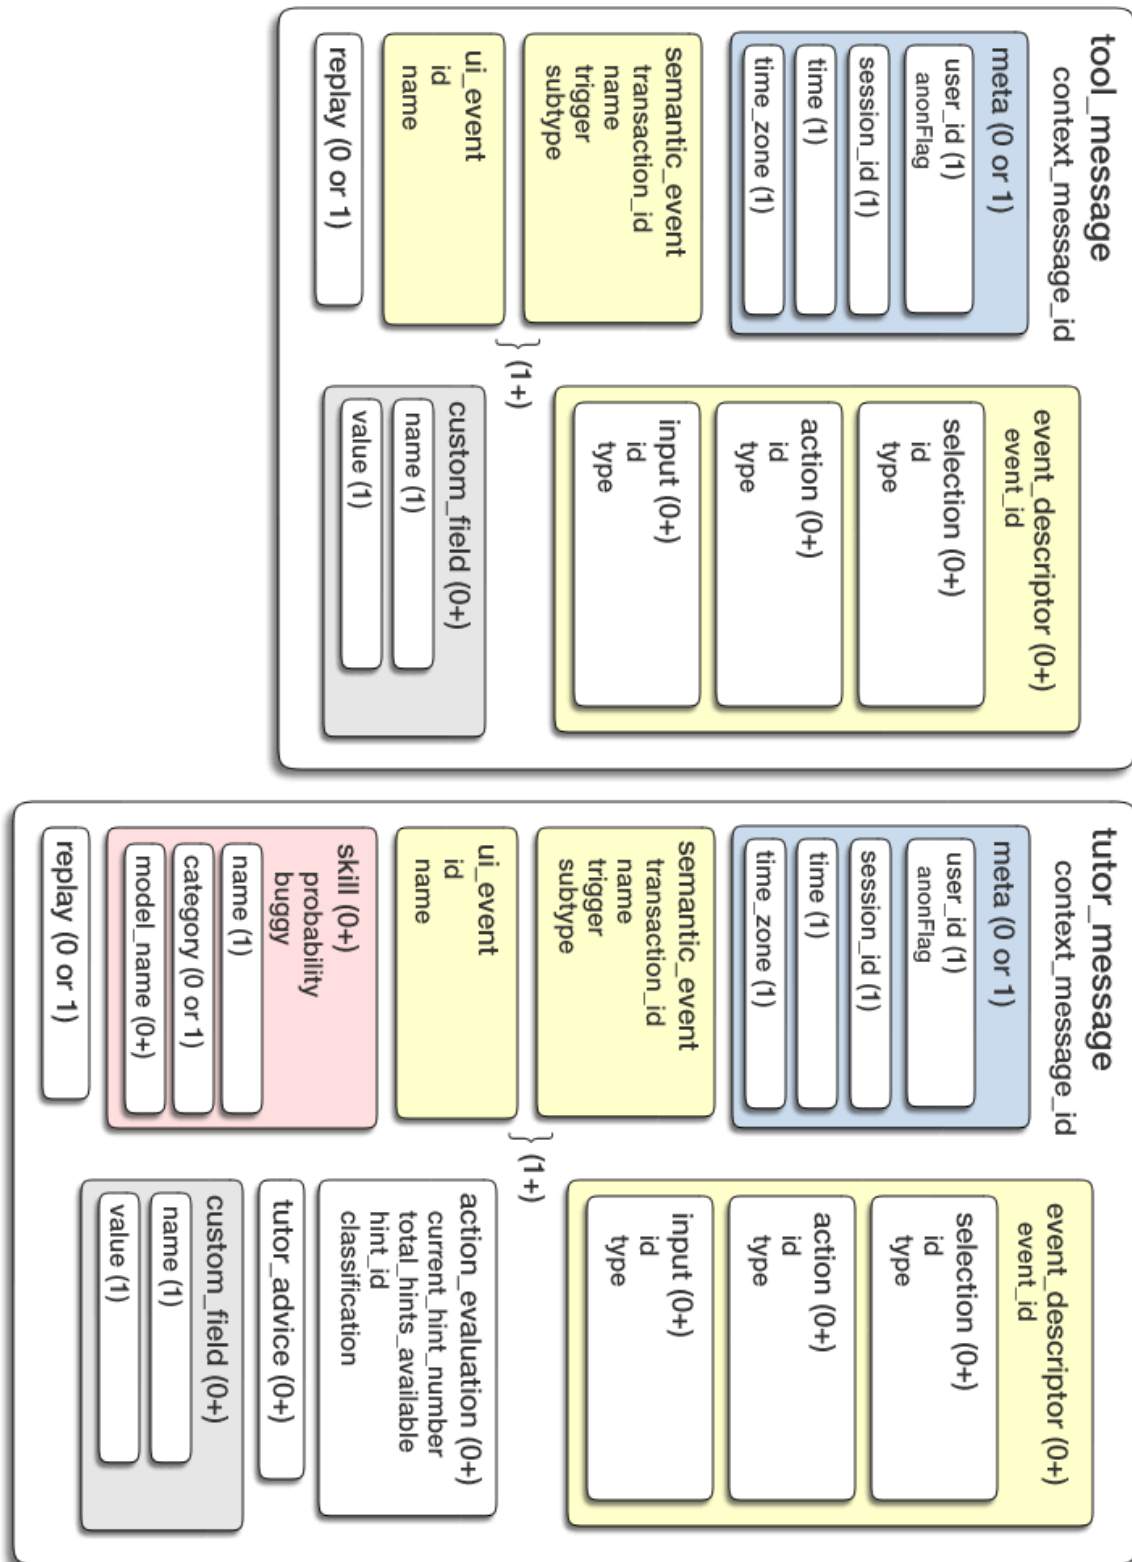 tool_message
context_message_id
meta (0 or 1)
user_id (1)
anonFlag
session_id (1)
time (1)
time_zone (1)
semantic_event
transaction_id
name
trigger
subtype
ui_event
id
name
} (1+)
replay (0 or 1)
event_descriptor (0+)
event_id
selection (0+)
id
type
action (0+)
id
type
input (0+)
id
type
custom_field (0+)
name (1)
value (1)
tutor_message
context_message_id
meta (0 or 1)
user_id (1)
anonFlag
session_id (1)
time (1)
time_zone (1)
semantic_event
transaction_id
name
trigger
subtype
ui_event
id
name
} (1+)
skill (0+)
probability
buggy
name (1)
category (0 or 1)
model_name (0+)
replay (0 or 1)
event_descriptor (0+)
event_id
selection (0+)
id
type
action (0+)
id
type
input (0+)
id
type
action_evaluation (0+)
current_hint_number
total_hints_available
hint_id
classification
tutor_advice (0+)
custom_field (0+)
name (1)
value (1)